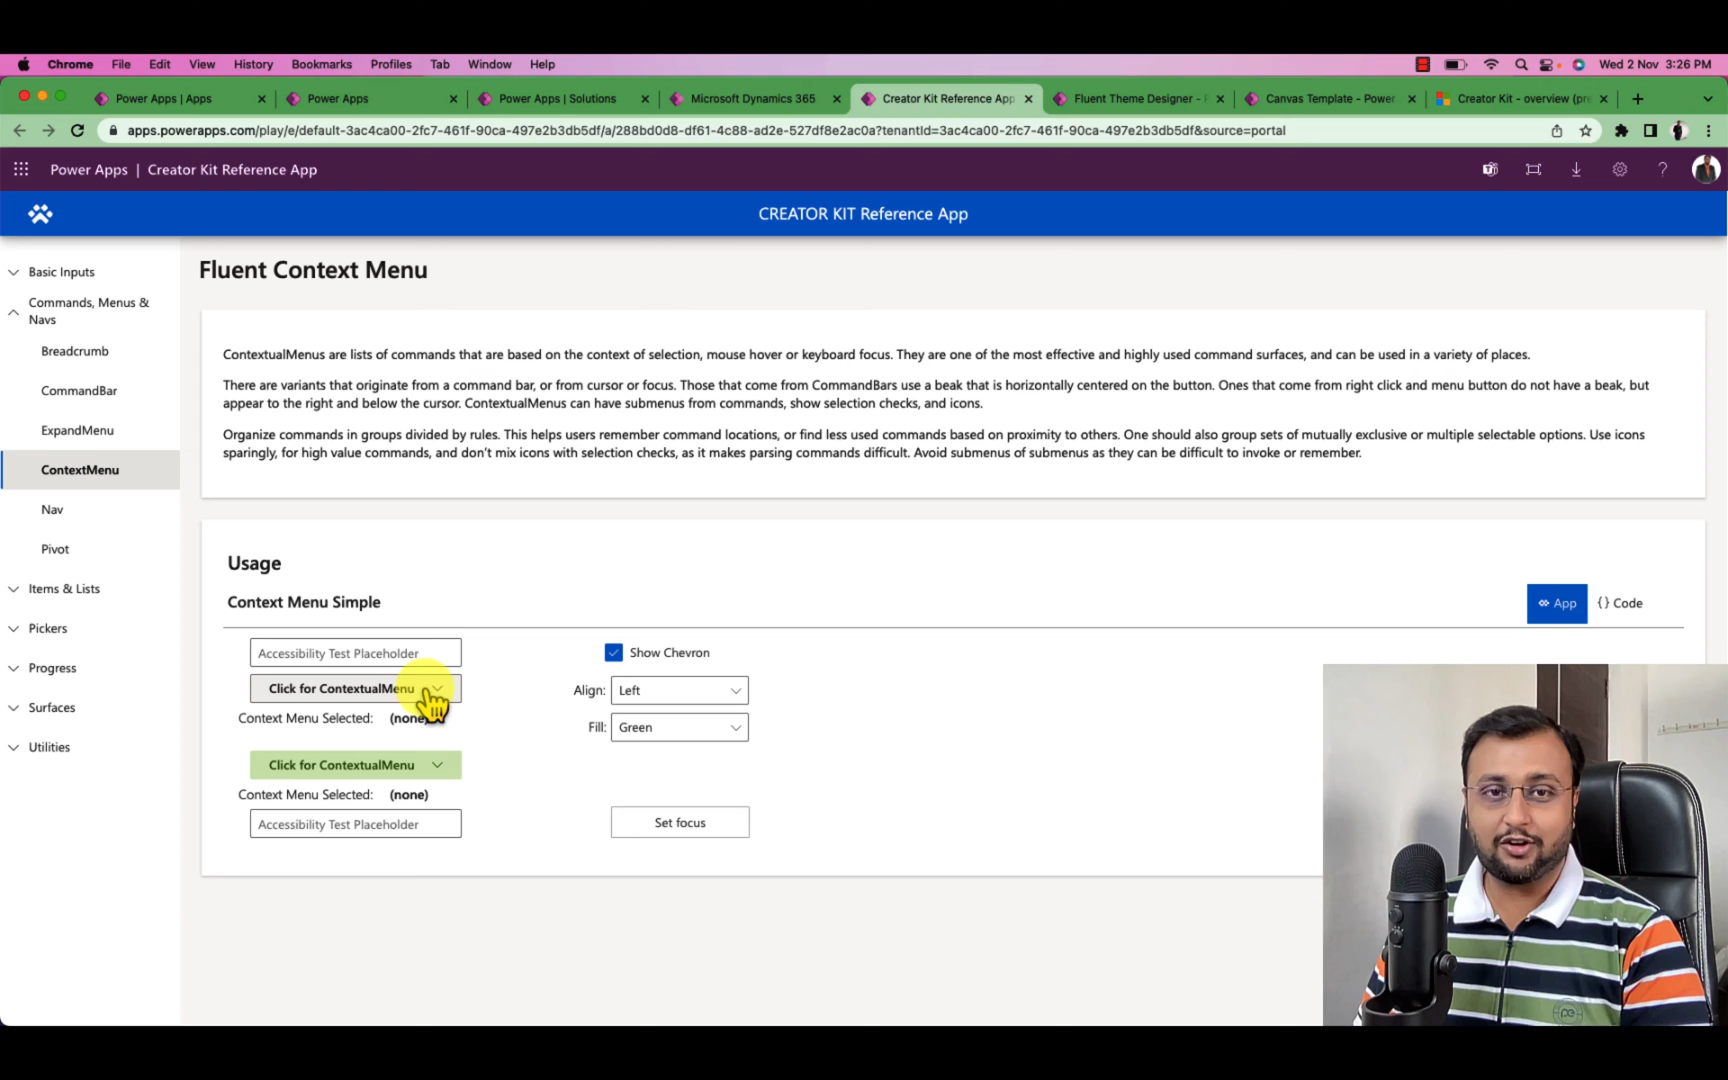 Chrome File Edit View History Bookmarks Profiles Tab Window Help Wed 2 Nov 3:26 PM
Power Apps | Apps
Power Apps
Power Apps | Solutions
Microsoft Dynamics 365
Creator Kit Reference App
Fluent Theme Designer - P
Canvas Template - Power
Creator Kit - overview (pre
apps.powerapps.com/play/e/default-3ac4ca00-2fc7-461f-90ca-497e2b3db5df/a/288bd0d8-df61-4c88-ad2e-527df8e2ac0a?tenantId=3ac4ca00-2fc7-461f-90ca-497e2b3db5df&source=portal
Power Apps | Creator Kit Reference App
CREATOR KIT Reference App
Basic Inputs
Commands, Menus &
Navs
Breadcrumb
CommandBar
ExpandMenu
ContextMenu
Nav
Pivot
Items & Lists
Pickers
Progress
Surfaces
Utilities
Fluent Context Menu
ContextualMenus are lists of commands that are based on the context of selection, mouse hover or keyboard focus. They are one of the most effective and highly used command surfaces, and can be used in a variety of places.
There are variants that originate from a command bar, or from cursor or focus. Those that come from CommandBars use a beak that is horizontally centered on the button. Ones that come from right click and menu button do not have a beak, but
appear to the right and below the cursor. ContextualMenus can have submenus from commands, show selection checks, and icons.
Organize commands in groups divided by rules. This helps users remember command locations, or find less used commands based on proximity to others. One should also group sets of mutually exclusive or multiple selectable options. Use icons
sparingly, for high value commands, and don't mix icons with selection checks, as it makes parsing commands difficult. Avoid submenus of submenus as they can be difficult to invoke or remember.
Usage
Context Menu Simple
App
{} Code
Accessibility Test Placeholder
Show Chevron
Click for ContextualMenu
Align: Left
Context Menu Selected: (none)
Fill: Green
Click for ContextualMenu
Context Menu Selected: (none)
Accessibility Test Placeholder
Set focus